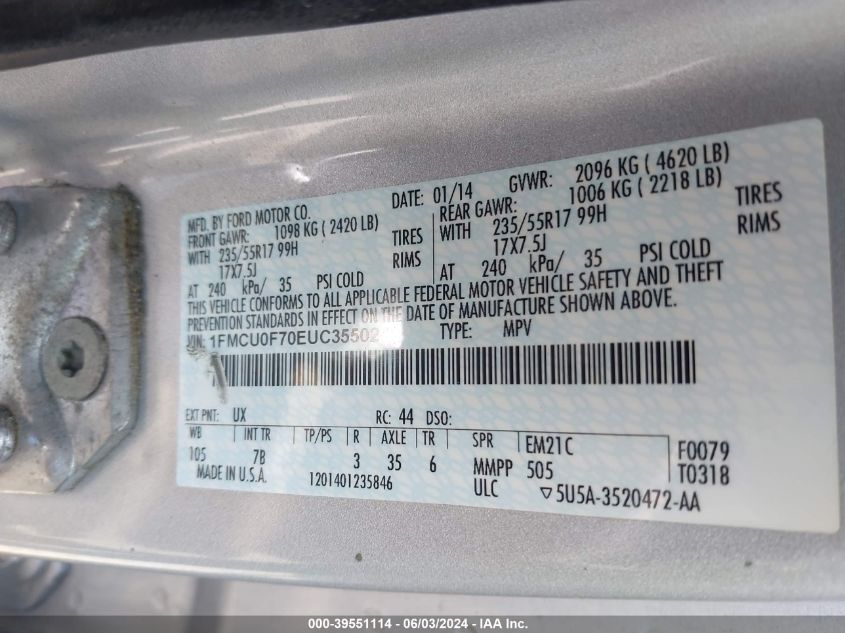 MFD. BY FORD MOTOR CO.
DATE: 01/14
GVWR: 2096 KG ( 4620 LB)
FRONT GAWR: 1098 KG ( 2420 LB)
REAR GAWR: 1006 KG ( 2218 LB)
WITH 235/55R17 99H TIRES
WITH 235/55R17 99H TIRES
17X7.5J RIMS
17X7.5J RIMS
AT 240 kPa/ 35 PSI COLD
AT 240 kPa/ 35 PSI COLD
THIS VEHICLE CONFORMS TO ALL APPLICABLE FEDERAL MOTOR VEHICLE SAFETY AND THEFT
PREVENTION STANDARDS IN EFFECT ON THE DATE OF MANUFACTURE SHOWN ABOVE.
VIN: TYPE: MPV
EXT PNT: UX RC: 44 DSO:
WB INT TR TP/PS R AXLE TR SPR EM21C F0079
105 7B 3 35 6 MMPP 505 T0318
MADE IN U.S.A. 1201401235846 ULC ▽5U5A-3520472-AA
000-39551114 - 06/03/2024 - IAA Inc.